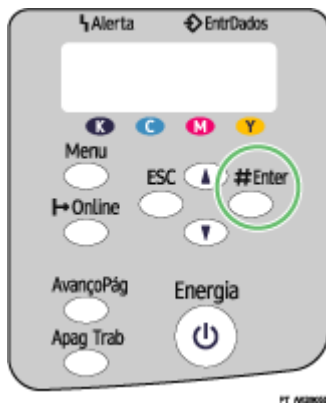 Alerta EntrDados
K C M Y
Menu
ESC #Enter
Online
AvançoPág Energia
Apag Trab